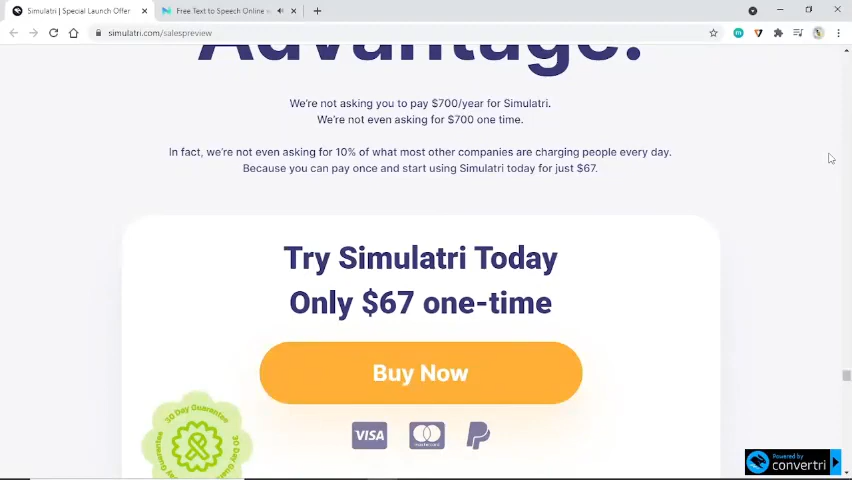 Simulatri | Special Launch Offer
Free Text to Speech Online
simulatri.com/salespreview
Advantage!
We're not asking you to pay $700/year for Simulatri.
We're not even asking for $700 one time.
In fact, we're not even asking for 10% of what most other companies are charging people every day.
Because you can pay once and start using Simulatri today for just $67.
Try Simulatri Today
Only $67 one-time
Buy Now
VISA
30 Day Guarantee
30 Day Guarantee
Powered by
convertri